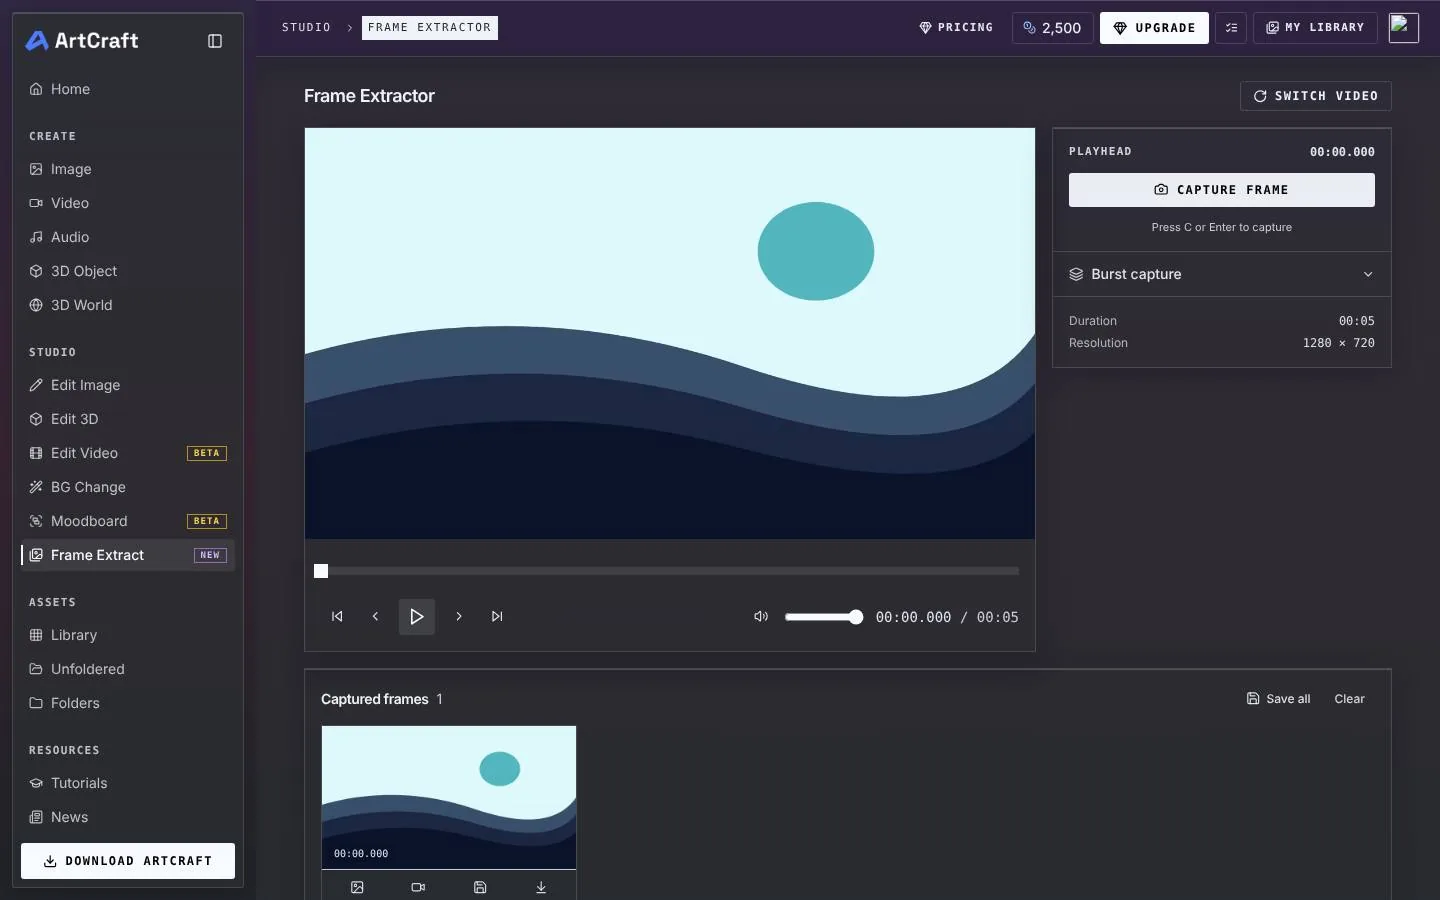 ArtCraft
Home
CREATE
Image
Video
Audio
3D Object
3D World
STUDIO
Edit Image
Edit 3D
Edit Video BETA
BG Change
Moodboard BETA
Frame Extract NEW
ASSETS
Library
Unfoldered
Folders
RESOURCES
Tutorials
News
DOWNLOAD ARTCRAFT
STUDIO FRAME EXTRACTOR
PRICING 2,500 UPGRADE MY LIBRARY
Frame Extractor
SWITCH VIDEO
PLAYHEAD 00:00.000
CAPTURE FRAME
Press C or Enter to capture
Burst capture
Duration 00:05
Resolution 1280 × 720
00:00.000 / 00:05
Captured frames 1
Save all Clear
00:00.000